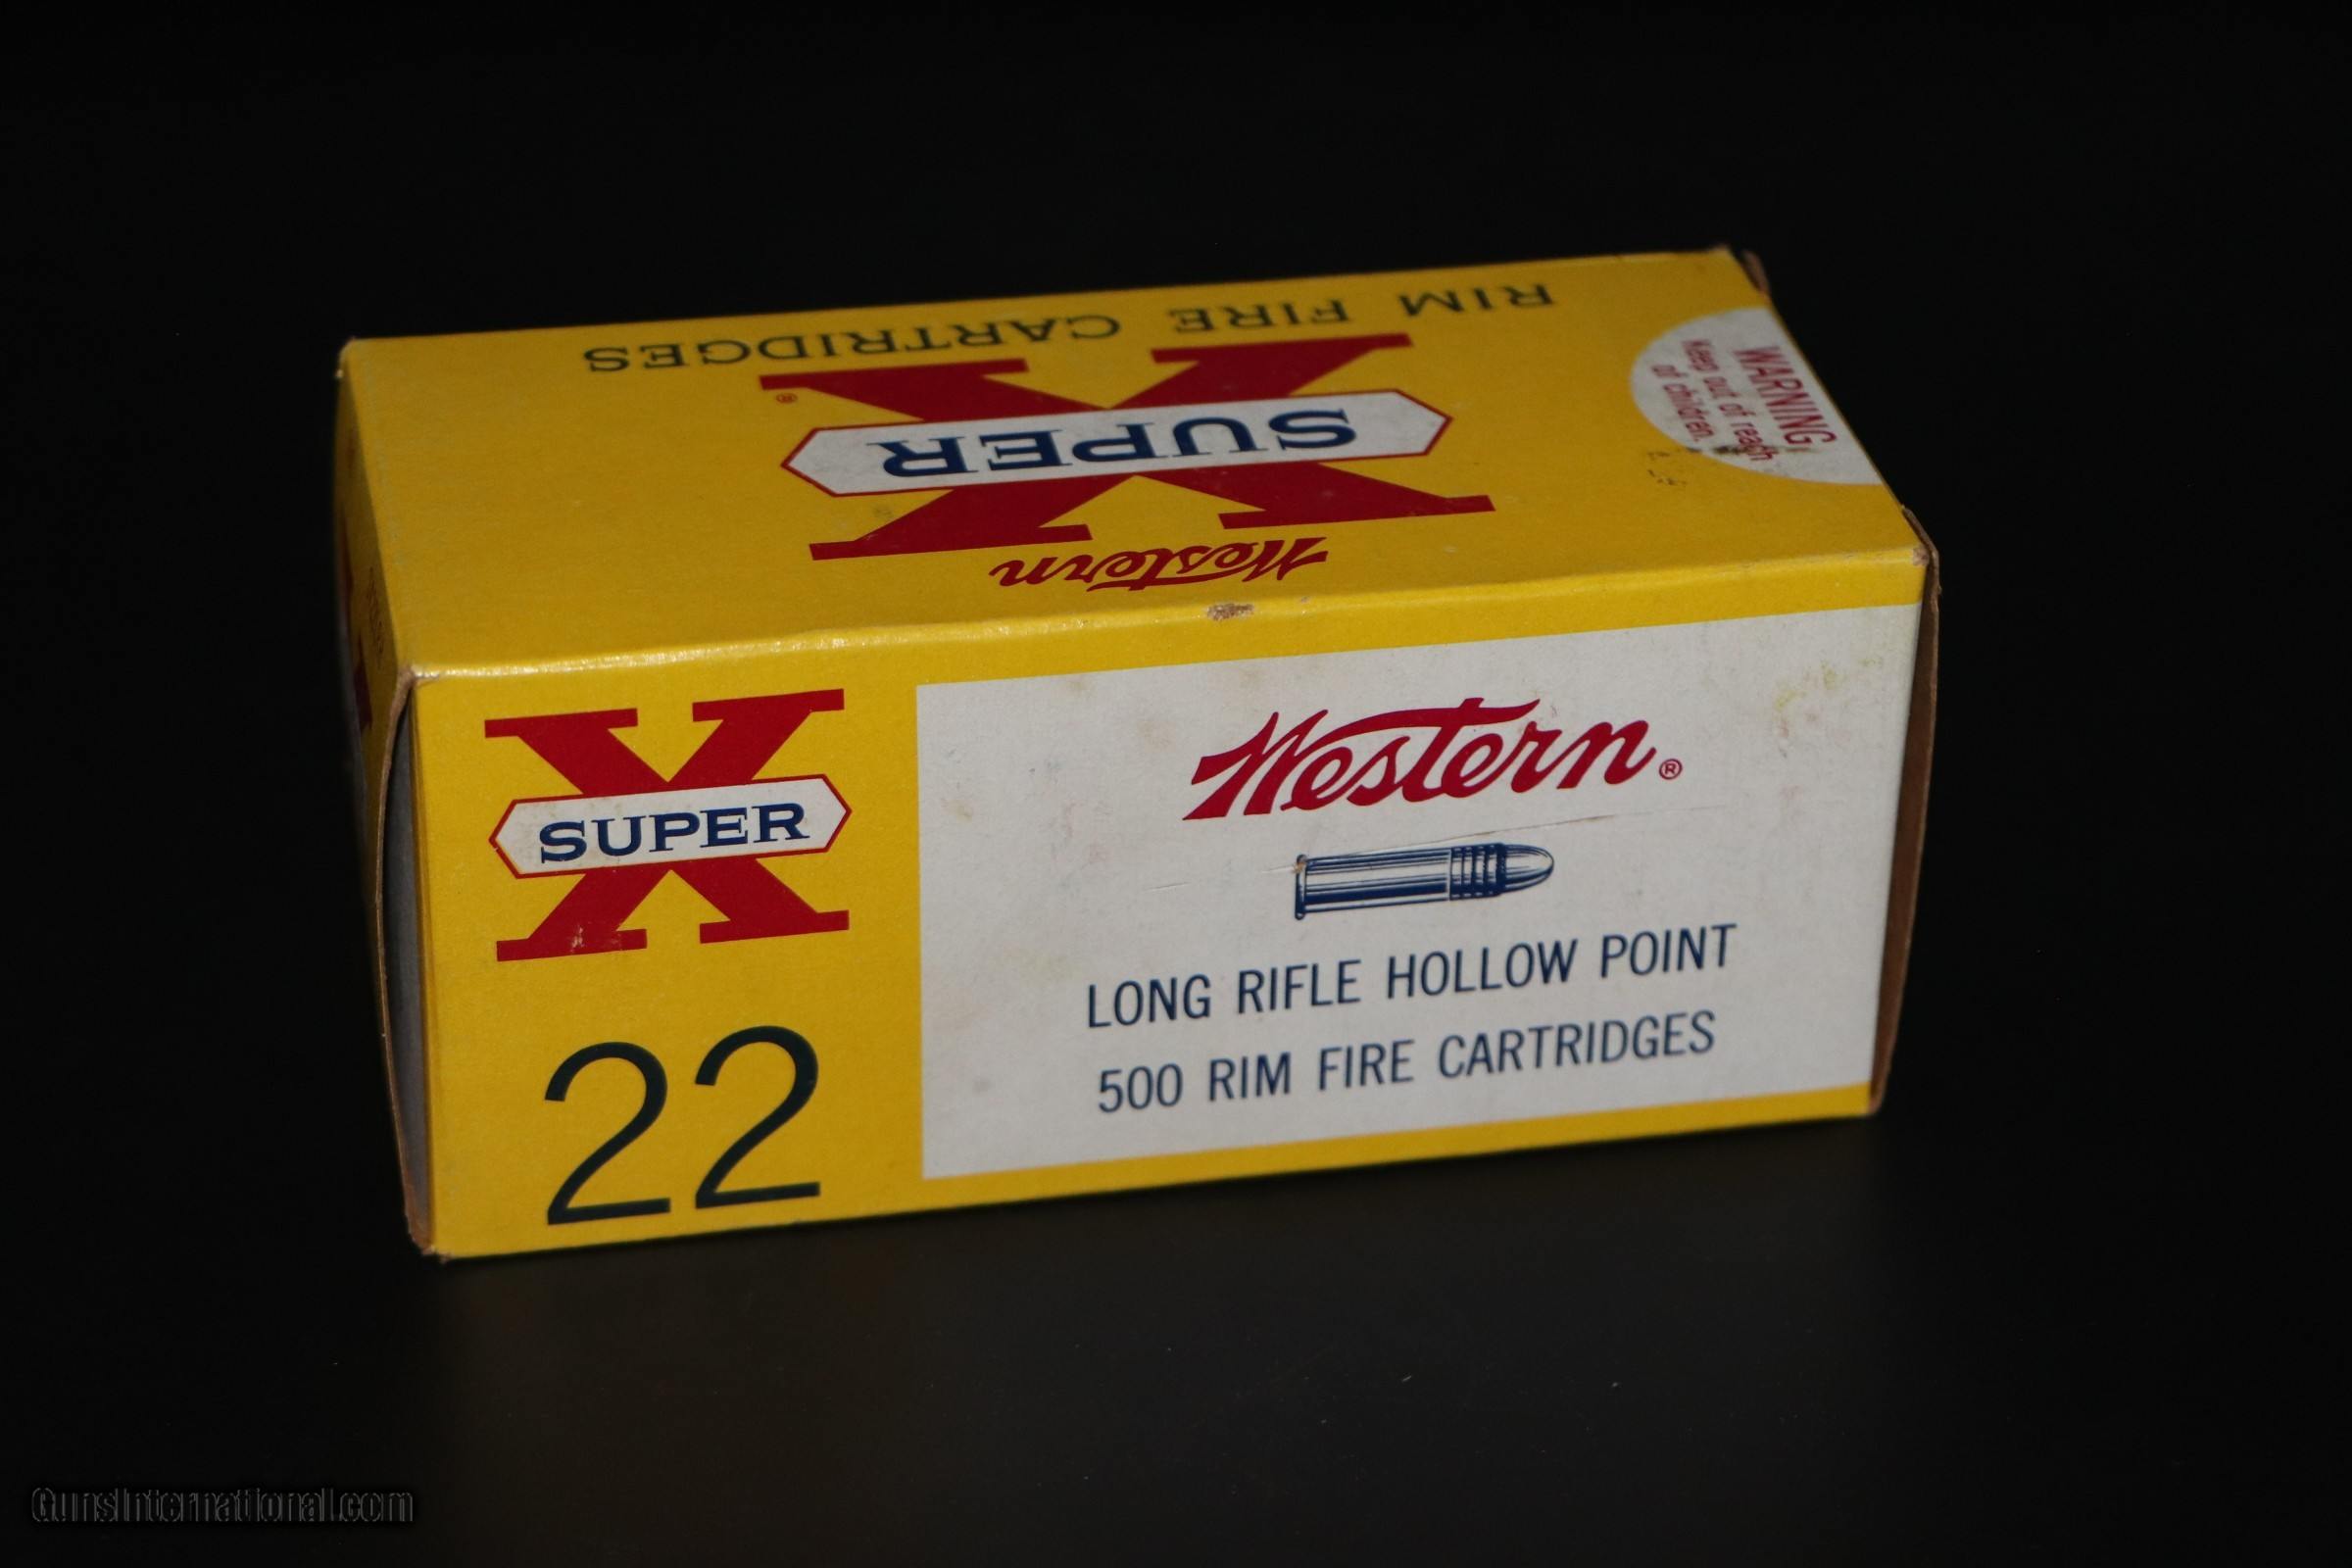 RIM FIRE CARTRIDGES
X
SUPER
®
Western
WARNING
Keep out of reach
of children.
X
SUPER
22
Western®
LONG RIFLE HOLLOW POINT
500 RIM FIRE CARTRIDGES
GunsInternational.com